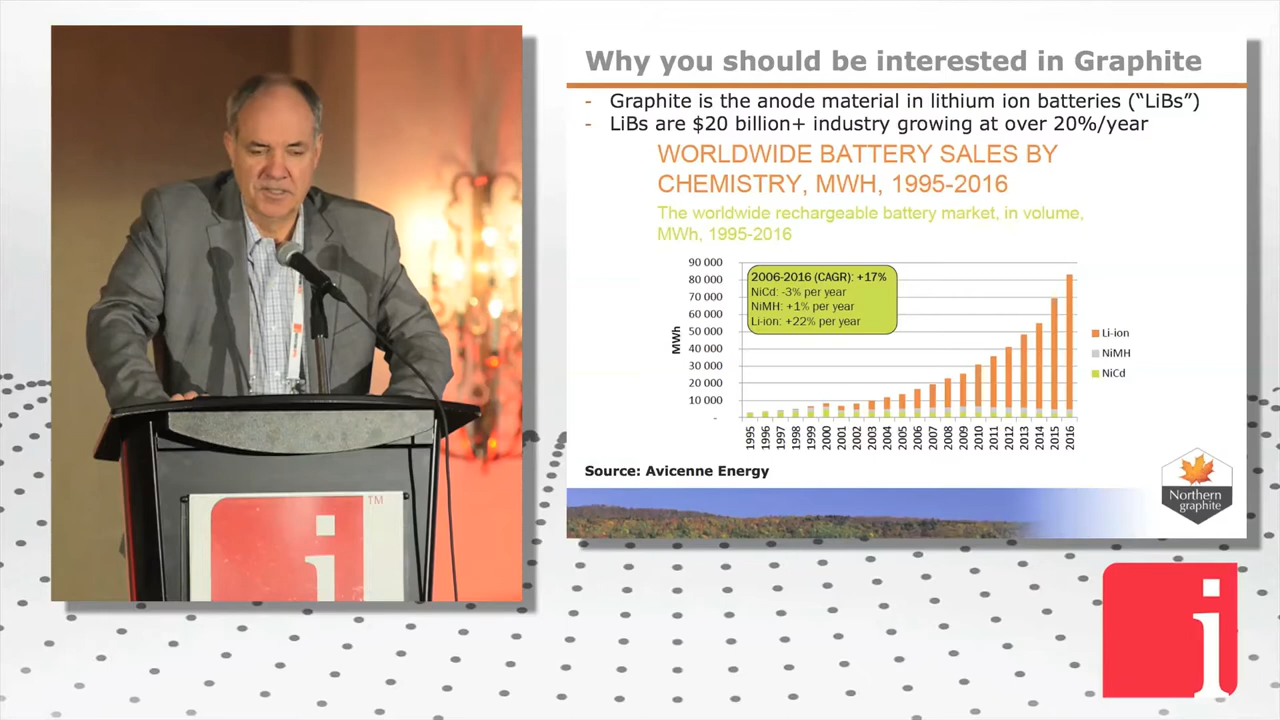 Why you should be interested in Graphite
- Graphite is the anode material in lithium ion batteries (“LiBs”)
- LiBs are $20 billion+ industry growing at over 20%/year
WORLDWIDE BATTERY SALES BY
CHEMISTRY, MWH, 1995-2016
The worldwide rechargeable battery market, in volume,
MWh, 1995-2016
2006-2016 (CAGR): +17%
NiCd: -3% per year
NiMH: +1% per year
Li-ion: +22% per year
MWh
90 000
80 000
70 000
60 000
50 000
40 000
30 000
20 000
10 000
-
1995 1996 1997 1998 1999 2000 2001 2002 2003 2004 2005 2006 2007 2008 2009 2010 2011 2012 2013 2014 2015 2016
Li-ion
NiMH
NiCd
Source: Avicenne Energy
Northern
graphite
i TM
i